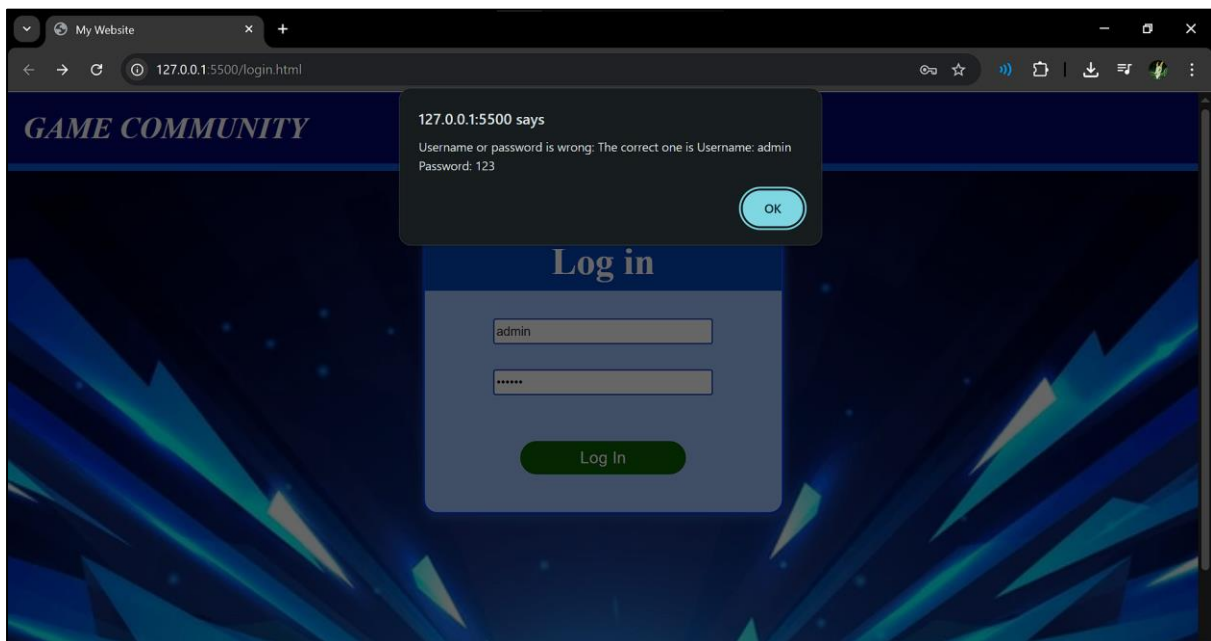 My Website
127.0.0.1:5500/login.html
GAME COMMUNITY
127.0.0.1:5500 says
Username or password is wrong: The correct one is Username: admin
Password: 123
OK
Log in
admin
••••••
Log In